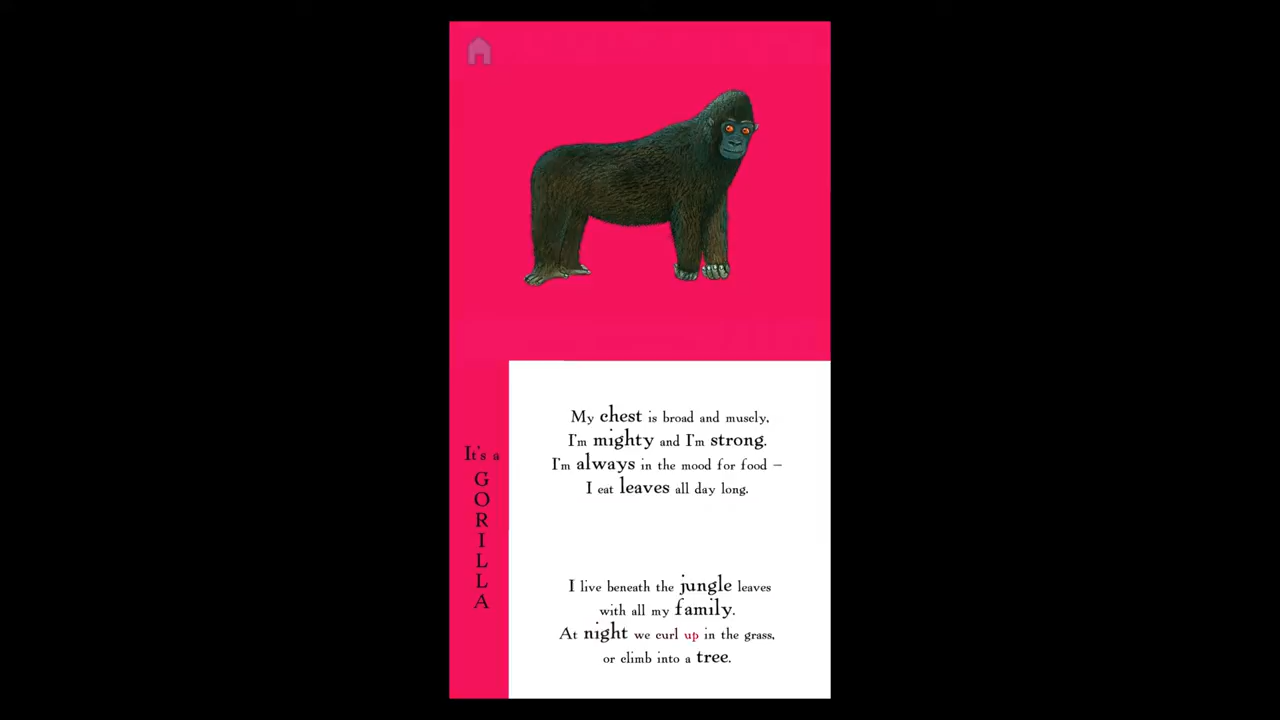 It's a
GORILLA
My chest is broad and muscly,
I'm mighty and I'm strong.
I'm always in the mood for food –
I eat leaves all day long.
I live beneath the jungle leaves
with all my family.
At night we curl up in the grass,
or climb into a tree.